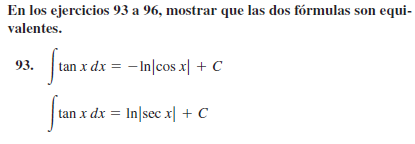 En los ejercicios 93 a 96, mostrar que las dos fórmulas son equi-
valentes.
93. ∫ tan x dx = −ln|cos x| + C
∫ tan x dx = ln|sec x| + C